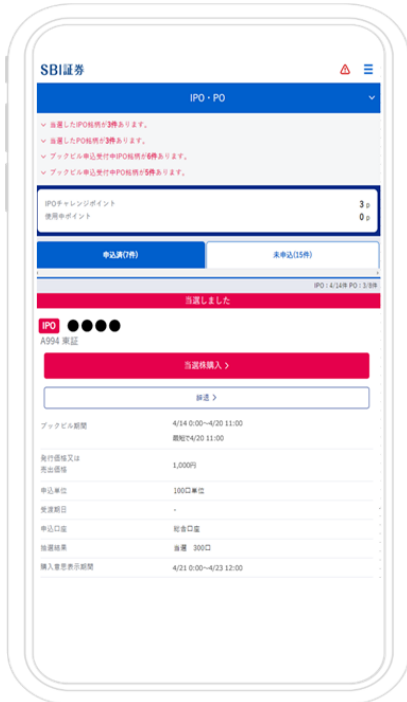 SBI証券
IPO・PO
当選したIPO銘柄が3件あります。
当選したPO銘柄が3件あります。
ブックビル申込受付中IPO銘柄が6件あります。
ブックビル申込受付中PO銘柄が5件あります。
IPOチャレンジポイント 3 p
使用中ポイント 0 p
申込済(7件) 未申込(15件)
IPO:4/14件 PO:3/8件
当選しました
IPO ●●●●
A994 東証
当選株購入
辞退
ブックビル期間 4/14 0:00~4/20 11:00
最短で4/20 11:00
発行価格又は
売出価格 1,000円
申込単位 100口単位
受渡期日 -
申込口座 総合口座
抽選結果 当選 300口
購入意思表示期間 4/21 0:00~4/23 12:00